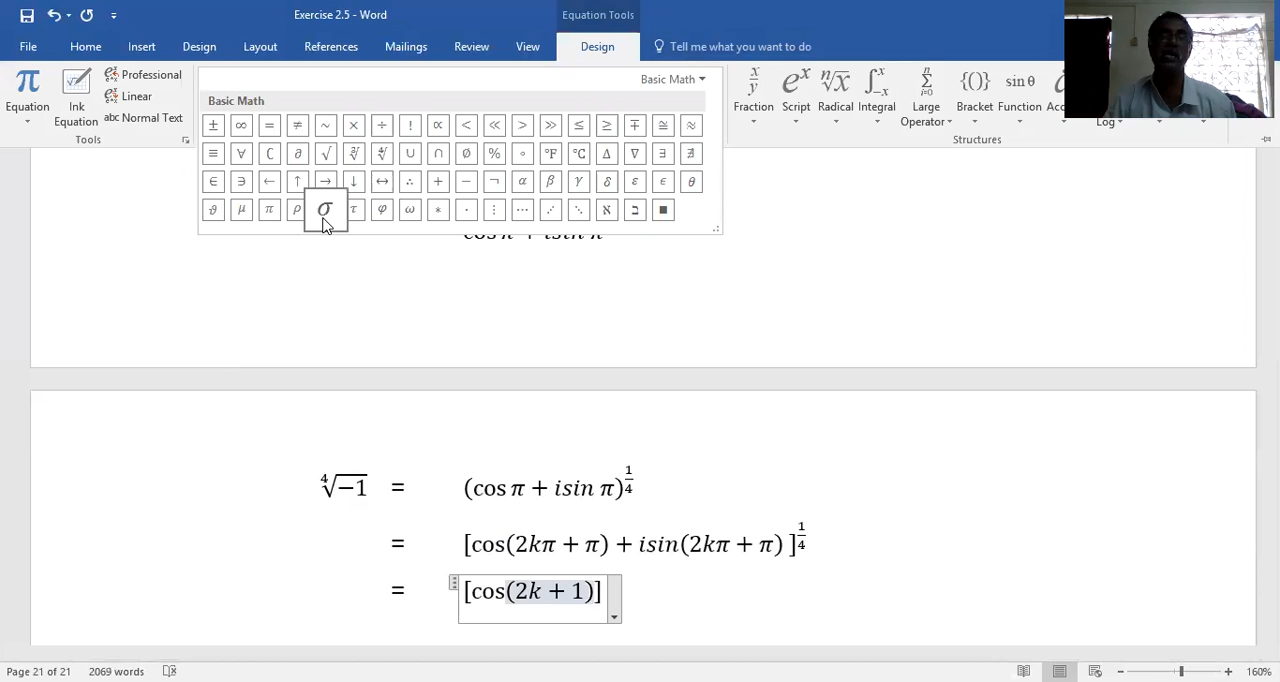 Exercise 2.5 - Word
Equation Tools
File Home Insert Design Layout References Mailings Review View Design Tell me what you want to do
π Equation
Ink Equation
Professional
Linear
abc Normal Text
Tools
Basic Math
Basic Math
± ∞ = ≠ ~ × ÷ ! ∝ < ≪ > ≫ ≤ ≥ ∓ ≅ ≈
≡ ∀ ∁ ∂ √ ∛ ∜ ∪ ∩ ∅ % ° °F °C ∆ ∇ ∃ ∄
∈ ∋ ← ↑ → ↓ ↔ ∴ + − ¬ α β γ δ ε ϵ θ
ϑ μ π ρ σ τ φ ω * · ⋮ ⋯ ⋰ ⋱ ℵ ℶ ■
Fraction Script Radical Integral Large Operator Bracket Function
Structures
cos π + isin π
∜−1 = (cos π + isin π)^(1/4)
= [cos(2kπ + π) + isin(2kπ + π) ]^(1/4)
= [cos(2k + 1)]
Page 21 of 21 2069 words 160%